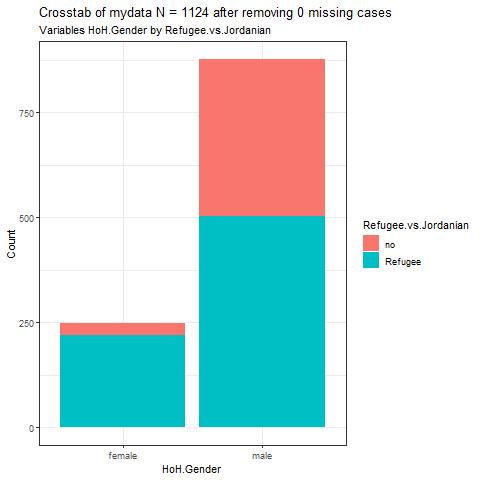 Crosstab of mydata N = 1124 after removing 0 missing cases
Variables HoH.Gender by Refugee.vs.Jordanian
750
500
250
0
Count
female
male
HoH.Gender
Refugee.vs.Jordanian
no
Refugee